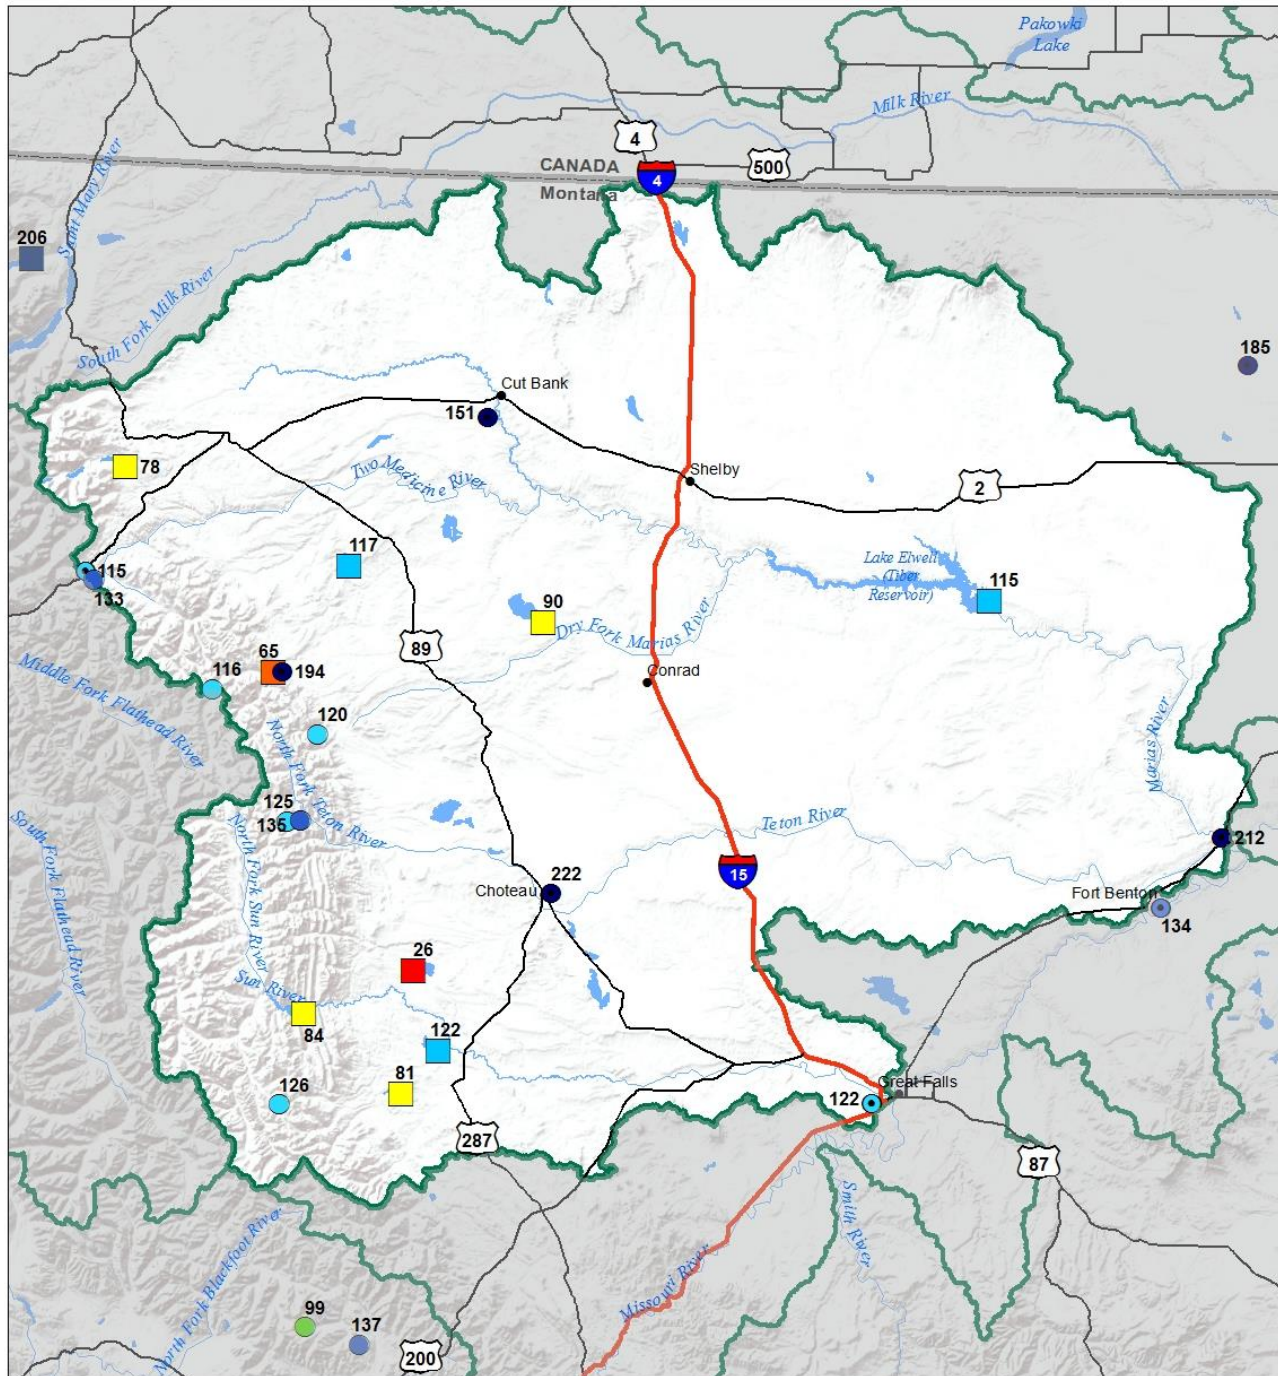 Pakowki
Lake
Milk River
4
CANADA
500
4
Montana
Saint Mary River
206
South Fork Milk River
185
Cut Bank
151
78
Two Medicine River
Shelby
2
117
115
133
Lake Elwell
(Tiber
Reservoir)
115
90
Dry Fork Marias River
89
65
194
116
Conrad
Middle Fork Flathead River
120
North Fork Teton River
Marias River
125
135
North Fork Sun River
Teton River
South Fork Flathead River
212
15
222
Choteau
Fort Benton
134
26
Sun River
84
122
81
126
Great Falls
122
287
87
Smith River
Missouri River
North Fork Blackfoot River
99
137
200